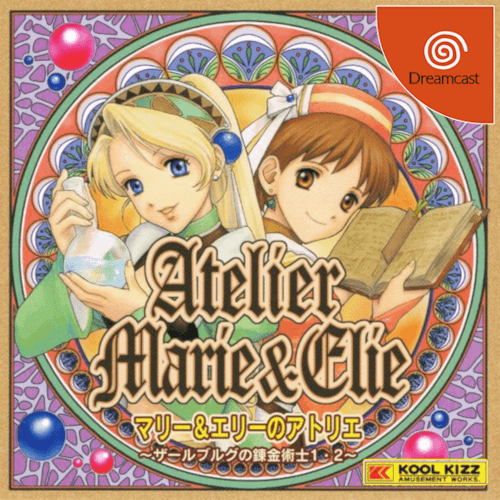 Dreamcast
Atelier
Marie & Elie
マリー&エリーのアトリエ
~ザールブルグの錬金術士1・2~
KOOL KIZZ
AMUSEMENT WORKS.